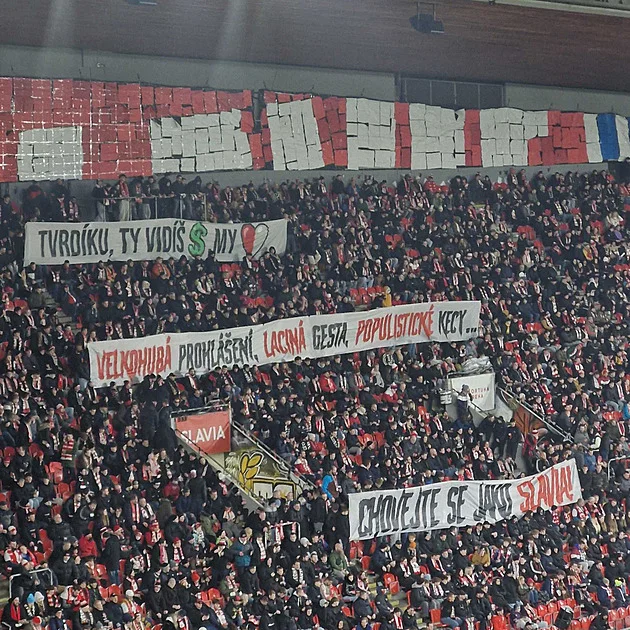 TVRDÍKU, TY VIDÍŠ $ MY
VELKOHUBÁ PROHLÁŠENÍ, LACINÁ GESTA, POPULISTICKÉ KECY...
SLAVIA
CHOVEJTE SE JAKO SLAVIA!